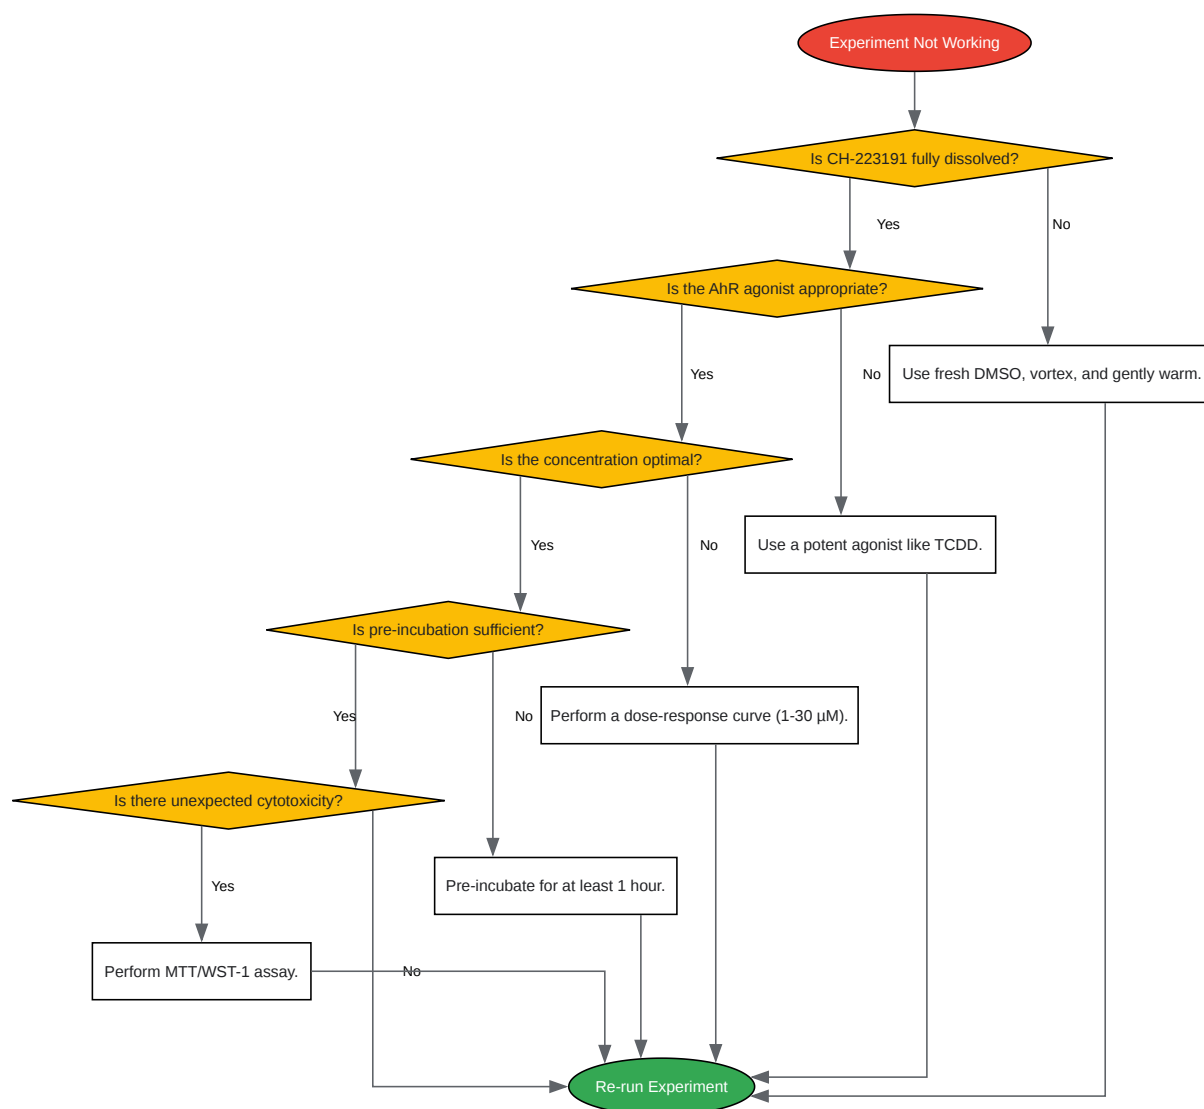 Experiment Not Working
Is CH-223191 fully dissolved?
Yes
No
Is the AhR agonist appropriate?
Yes
No
Use fresh DMSO, vortex, and gently warm.
Is the concentration optimal?
Yes
No
Use a potent agonist like TCDD.
Is pre-incubation sufficient?
Yes
No
Perform a dose-response curve (1-30 µM).
Is there unexpected cytotoxicity?
Yes
Pre-incubate for at least 1 hour.
Perform MTT/WST-1 assay.
No
Re-run Experiment